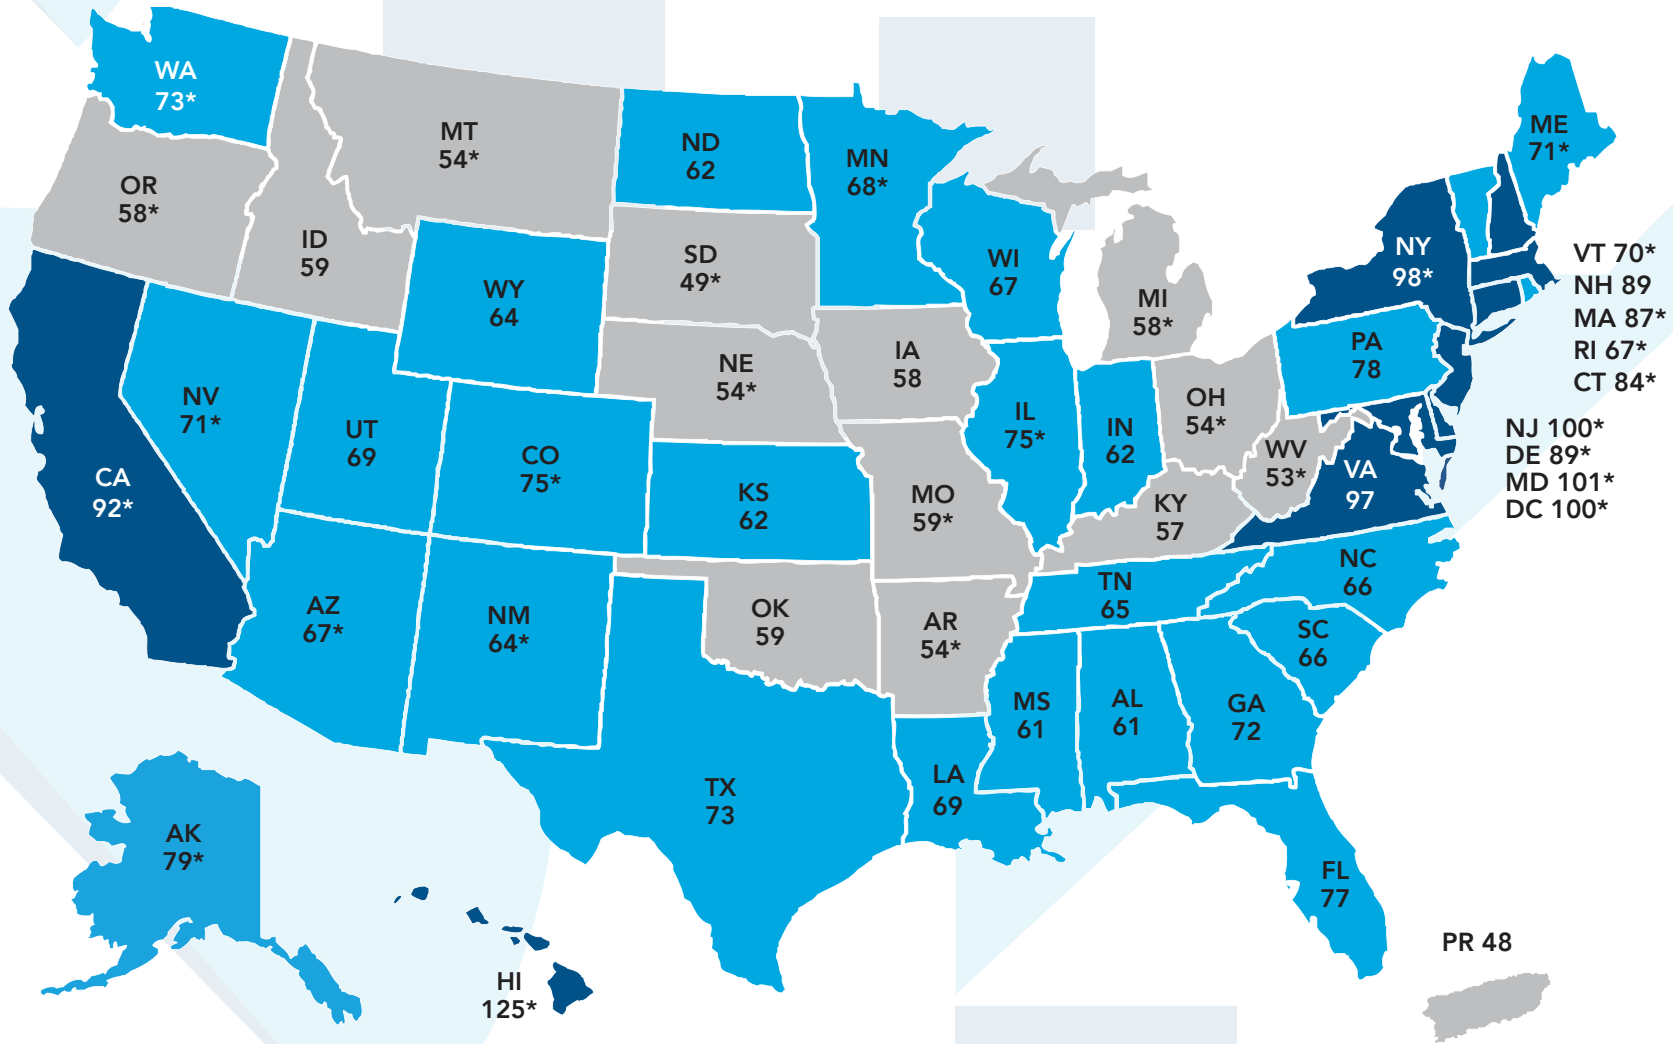 WA
73*
OR
58*
MT
54*
ID
59
ND
62
MN
68*
SD
49*
WY
64
WI
67
MI
58*
NY
98*
ME
71*
VT 70*
NH 89
MA 87*
RI 67*
CT 84*
NJ 100*
DE 89*
MD 101*
DC 100*
PA
78
NE
54*
IA
58
NV
71*
UT
69
CO
75*
CA
92*
KS
62
MO
59*
IL
75*
IN
62
OH
54*
WV
53*
VA
97
KY
57
NC
66
TN
65
SC
66
AZ
67*
NM
64*
OK
59
AR
54*
MS
61
AL
61
GA
72
LA
69
TX
73
FL
77
AK
79*
HI
125*
PR 48